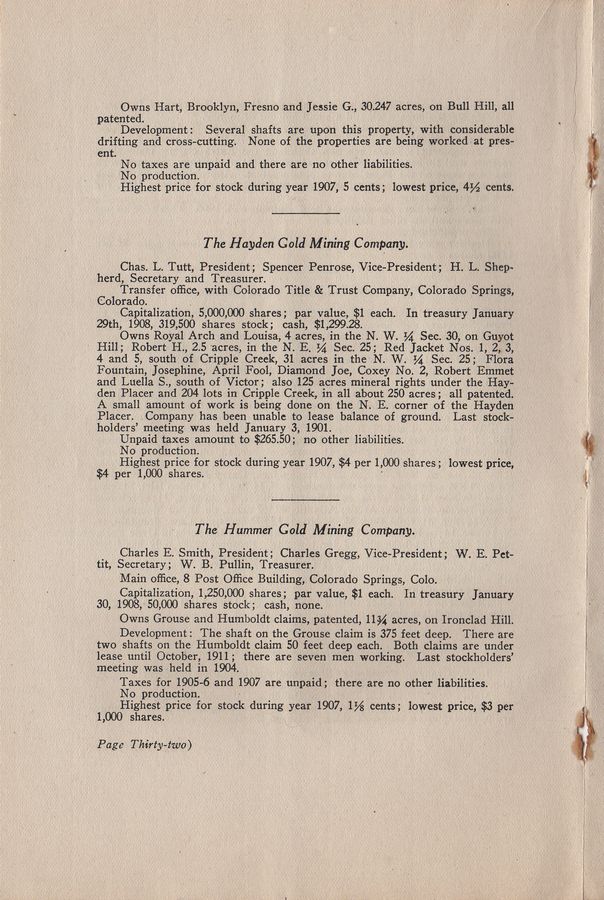 Owns Hart, Brooklyn, Fresno and Jessie G., 30.247 acres, on Bull Hill, all
patented.
Development: Several shafts are upon this property, with considerable
drifting and cross-cutting. None of the properties are being worked at pres-
ent.
No taxes are unpaid and there are no other liabilities.
No production.
Highest price for stock during year 1907, 5 cents; lowest price, 4½ cents.
The Hayden Gold Mining Company.
Chas. L. Tutt, President; Spencer Penrose, Vice-President; H. L. Shep-
herd, Secretary and Treasurer.
Transfer office, with Colorado Title & Trust Company, Colorado Springs,
Colorado.
Capitalization, 5,000,000 shares; par value, $1 each. In treasury January
29th, 1908, 319,500 shares stock; cash, $1,299.28.
Owns Royal Arch and Louisa, 4 acres, in the N. W. ¼ Sec. 30, on Guyot
Hill; Robert H., 2.5 acres, in the N. E. ¼ Sec. 25; Red Jacket Nos. 1, 2, 3,
4 and 5, south of Cripple Creek, 31 acres in the N. W. ¼ Sec. 25; Flora
Fountain, Josephine, April Fool, Diamond Joe, Coxey No. 2, Robert Emmet
and Luella S., south of Victor; also 125 acres mineral rights under the Hay-
den Placer and 204 lots in Cripple Creek, in all about 250 acres; all patented.
A small amount of work is being done on the N. E. corner of the Hayden
Placer. Company has been unable to lease balance of ground. Last stock-
holders' meeting was held January 3, 1901.
Unpaid taxes amount to $265.50; no other liabilities.
No production.
Highest price for stock during year 1907, $4 per 1,000 shares; lowest price,
$4 per 1,000 shares.
The Hummer Gold Mining Company.
Charles E. Smith, President; Charles Gregg, Vice-President; W. E. Pet-
tit, Secretary; W. B. Pullin, Treasurer.
Main office, 8 Post Office Building, Colorado Springs, Colo.
Capitalization, 1,250,000 shares; par value, $1 each. In treasury January
30, 1908, 50,000 shares stock; cash, none.
Owns Grouse and Humboldt claims, patented, 11¾ acres, on Ironclad Hill.
Development: The shaft on the Grouse claim is 375 feet deep. There are
two shafts on the Humboldt claim 50 feet deep each. Both claims are under
lease until October, 1911; there are seven men working. Last stockholders'
meeting was held in 1904.
Taxes for 1905-6 and 1907 are unpaid; there are no other liabilities.
No production.
Highest price for stock during year 1907, 1⅛ cents; lowest price, $3 per
1,000 shares.
Page Thirty-two)